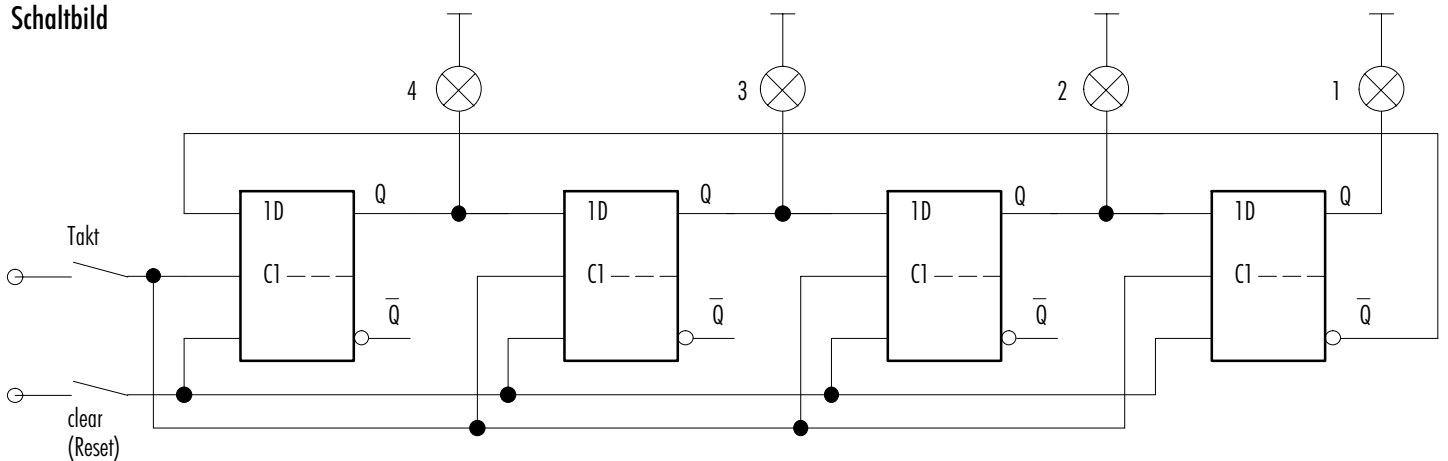 Schaltbild
4 3 2 1
Q Q Q Q
1D 1D 1D 1D
Takt
C1 C1 C1 C1
Q̅ Q̅ Q̅ Q̅
clear
(Reset)